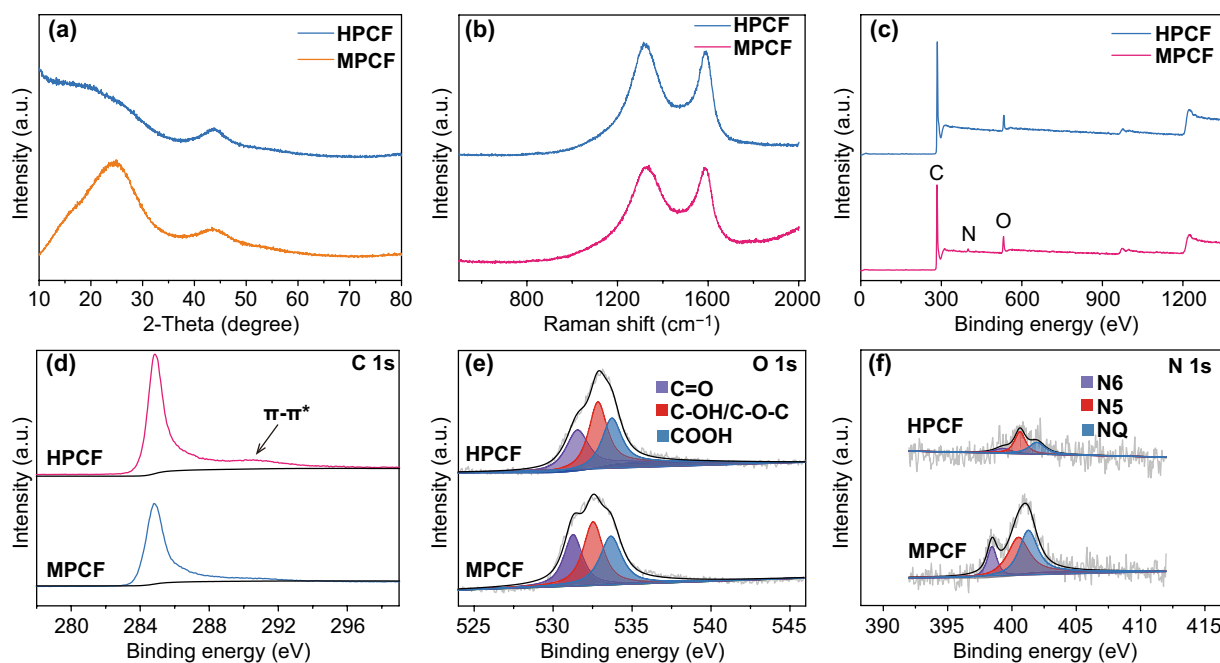 (a)
HPCF
MPCF
Intensity (a.u.)
10 20 30 40 50 60 70 80
2-Theta (degree)
(b)
HPCF
MPCF
Intensity (a.u.)
800 1200 1600 2000
Raman shift (cm⁻¹)
(c)
HPCF
MPCF
C
N
O
Intensity (a.u.)
0 300 600 900 1200
Binding energy (eV)
(d)
C 1s
π-π*
HPCF
MPCF
Intensity (a.u.)
280 284 288 292 296
Binding energy (eV)
(e)
O 1s
C=O
C-OH/C-O-C
COOH
HPCF
MPCF
Intensity (a.u.)
525 530 535 540 545
Binding energy (eV)
(f)
N 1s
N6
N5
NQ
HPCF
MPCF
Intensity (a.u.)
390 395 400 405 410 415
Binding energy (eV)